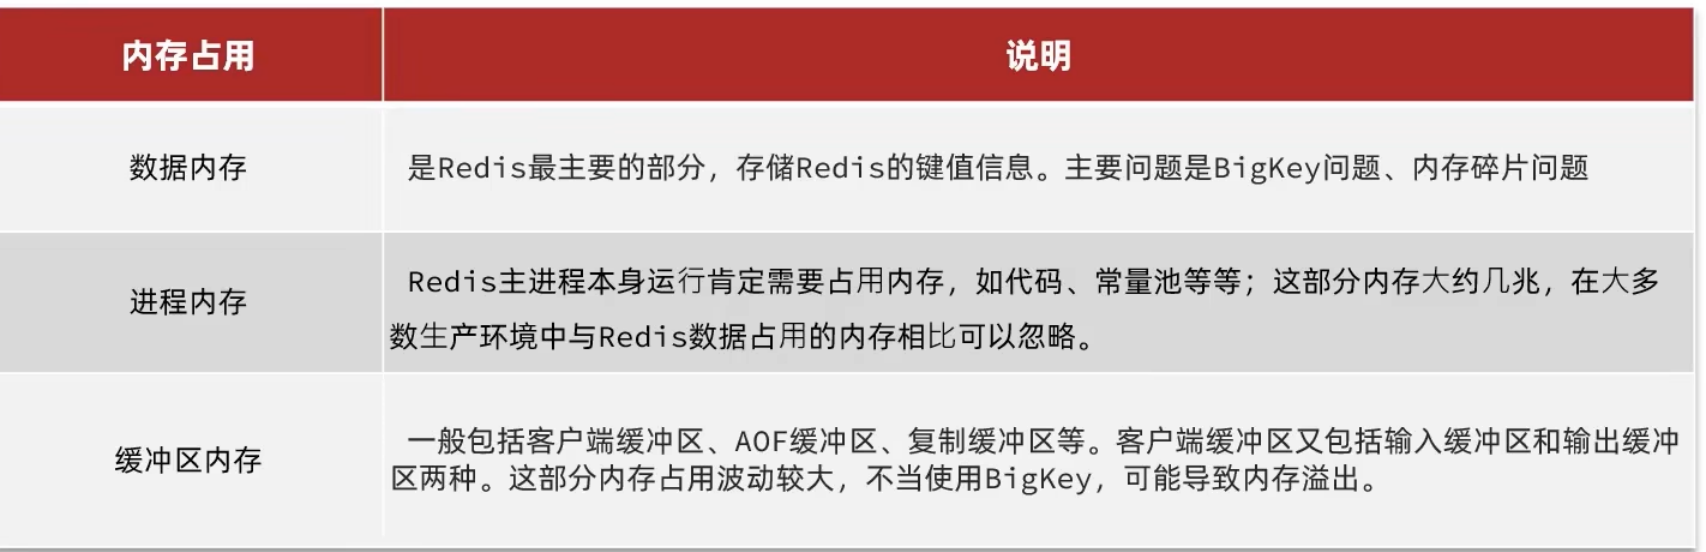 内存占用
说明
数据内存
是Redis最主要的部分，存储Redis的键值信息。主要问题是BigKey问题、内存碎片问题
进程内存
Redis主进程本身运行肯定需要占用内存，如代码、常量池等等；这部分内存大约几兆，在大多
数生产环境中与Redis数据占用的内存相比可以忽略。
缓冲区内存
一般包括客户端缓冲区、AOF缓冲区、复制缓冲区等。客户端缓冲区又包括输入缓冲区和输出缓冲
区两种。这部分内存占用波动较大，不当使用BigKey，可能导致内存溢出。